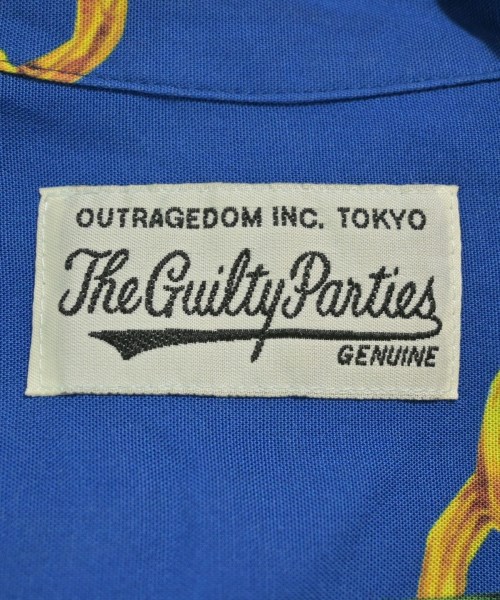 OUTRAGEDOM INC. TOKYO
The Guilty Parties
GENUINE